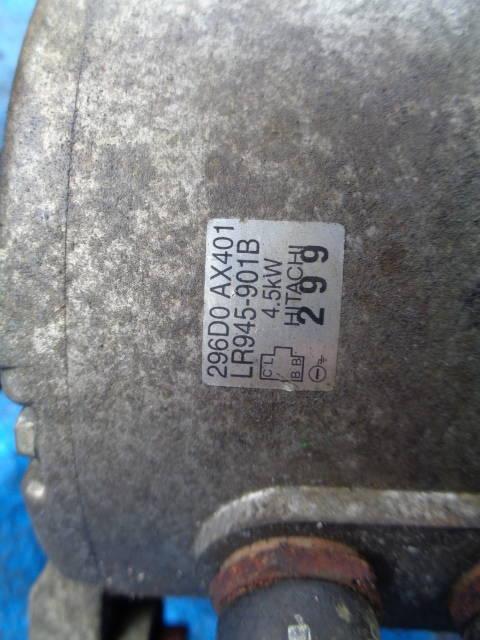 296D0 AX401
LR945-901B
4.5kW
HITACHI
299
C L
B B